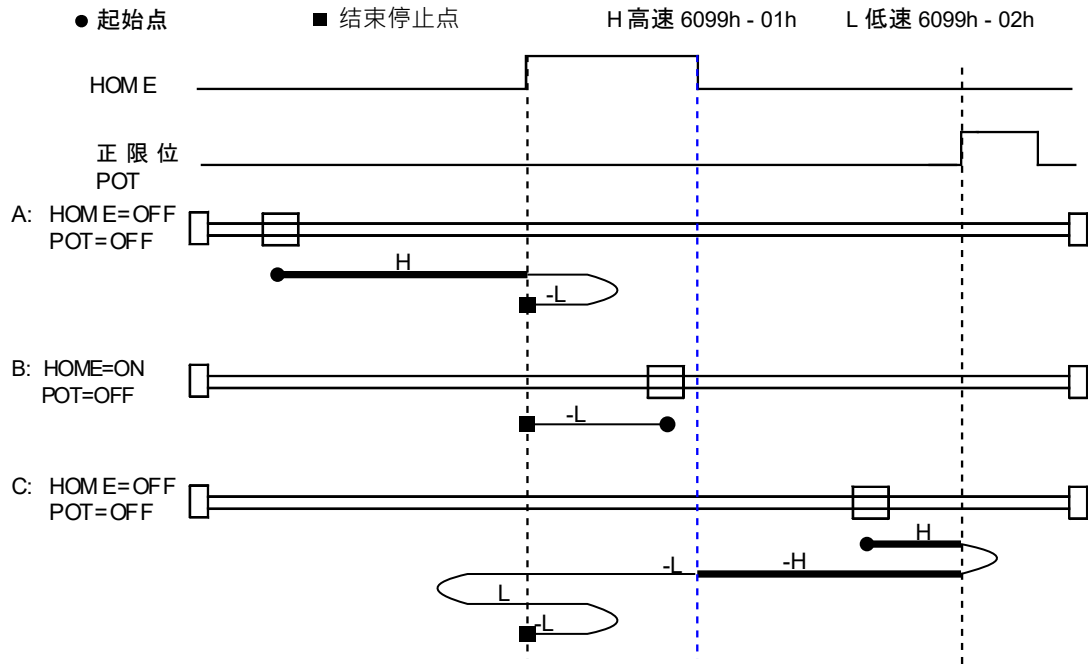 ● 起始点 ■ 结束停止点 H 高速 6099h - 01h L 低速 6099h - 02h
HOME
正限位
POT
A: HOME=OFF
POT=OFF
H
-L
B: HOME=ON
POT=OFF
-L
C: HOME=OFF
POT=OFF
H
-L -H
L
-L